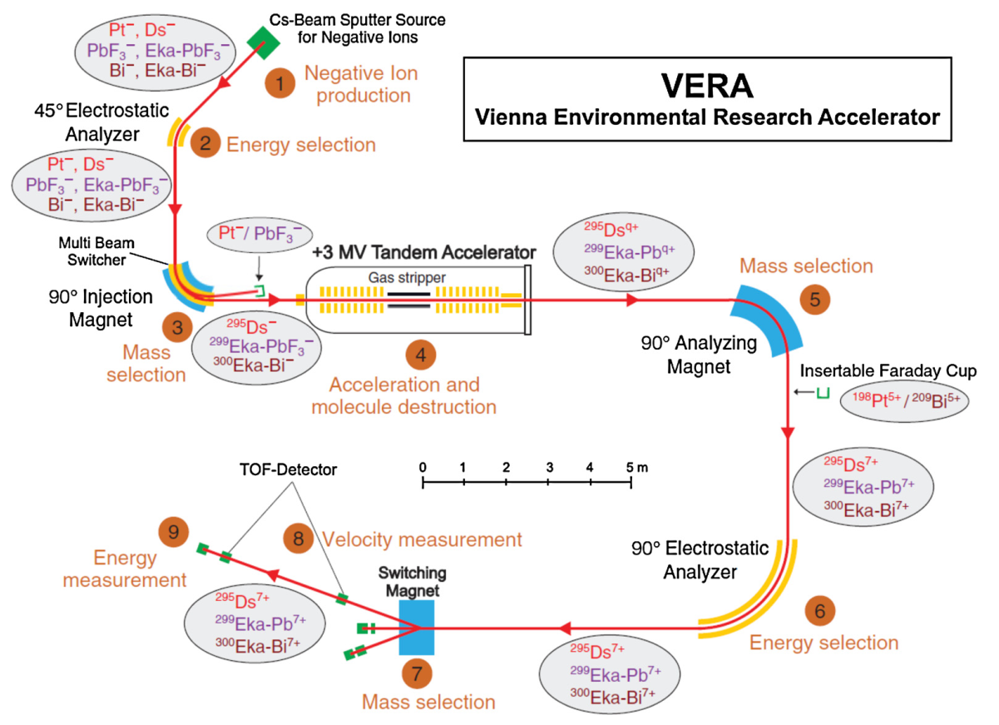 Cs-Beam Sputter Source
for Negative Ions
Pt⁻, Ds⁻
PbF₃⁻, Eka-PbF₃⁻
Bi⁻, Eka-Bi⁻
1
Negative Ion
production
VERA
Vienna Environmental Research Accelerator
45° Electrostatic
Analyzer
2
Energy selection
Pt⁻, Ds⁻
PbF₃⁻, Eka-PbF₃⁻
Bi⁻, Eka-Bi⁻
Multi Beam
Switcher
Pt⁻/ PbF₃⁻
90° Injection
Magnet
3
Mass
selection
²⁹⁵Ds⁻
²⁹⁹Eka-PbF₃⁻
³⁰⁰Eka-Bi⁻
+3 MV Tandem Accelerator
Gas stripper
4
Acceleration and
molecule destruction
²⁹⁵Dsq+
²⁹⁹Eka-Pbq+
³⁰⁰Eka-Biq+
Mass selection
5
90° Analyzing
Magnet
Insertable Faraday Cup
¹⁹⁸Pt⁵⁺ / ²⁰⁹Bi⁵⁺
²⁹⁵Ds⁷⁺
²⁹⁹Eka-Pb⁷⁺
³⁰⁰Eka-Bi⁷⁺
90° Electrostatic
Analyzer
6
Energy selection
0 1 2 3 4 5 m
²⁹⁵Ds⁷⁺
²⁹⁹Eka-Pb⁷⁺
³⁰⁰Eka-Bi⁷⁺
Switching
Magnet
7
Mass selection
TOF-Detector
8
Velocity measurement
9
Energy
measurement
²⁹⁵Ds⁷⁺
²⁹⁹Eka-Pb⁷⁺
³⁰⁰Eka-Bi⁷⁺